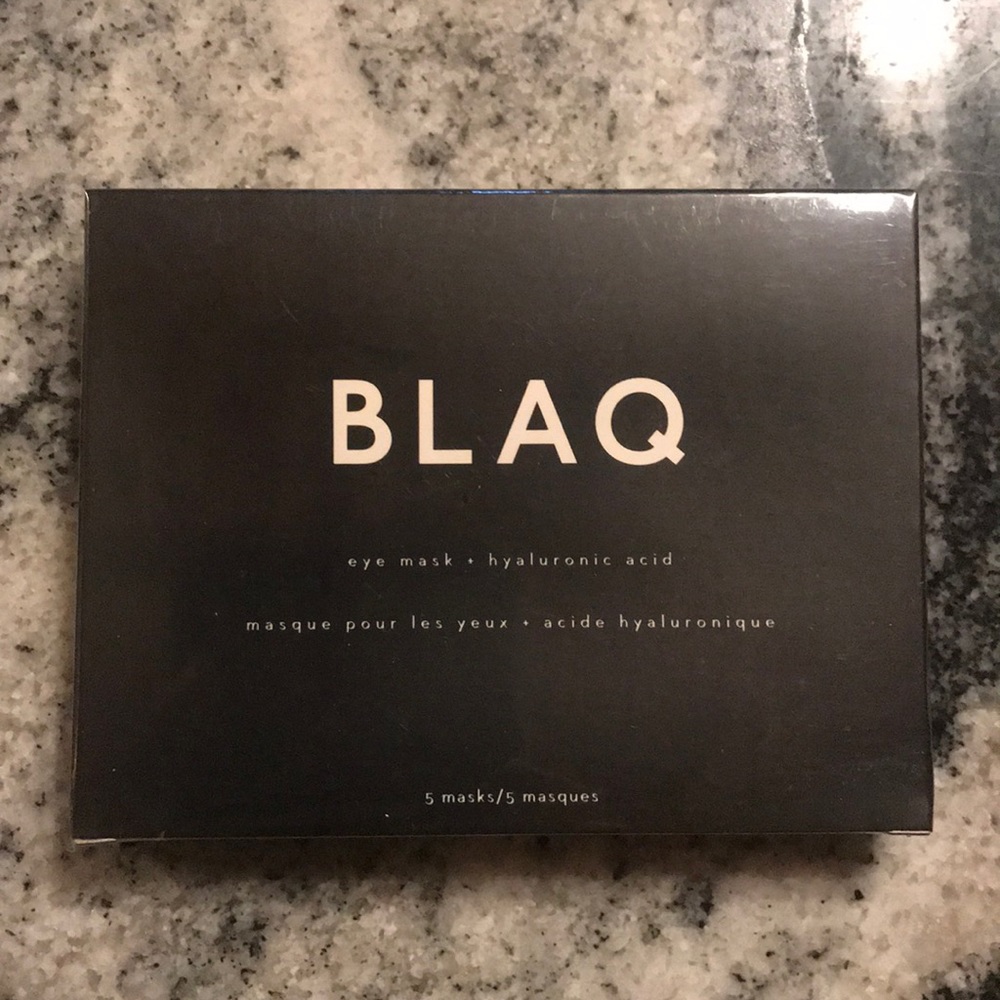 BLAQ
eye mask + hyaluronic acid
masque pour les yeux + acide hyaluronique
5 masks/5 masques